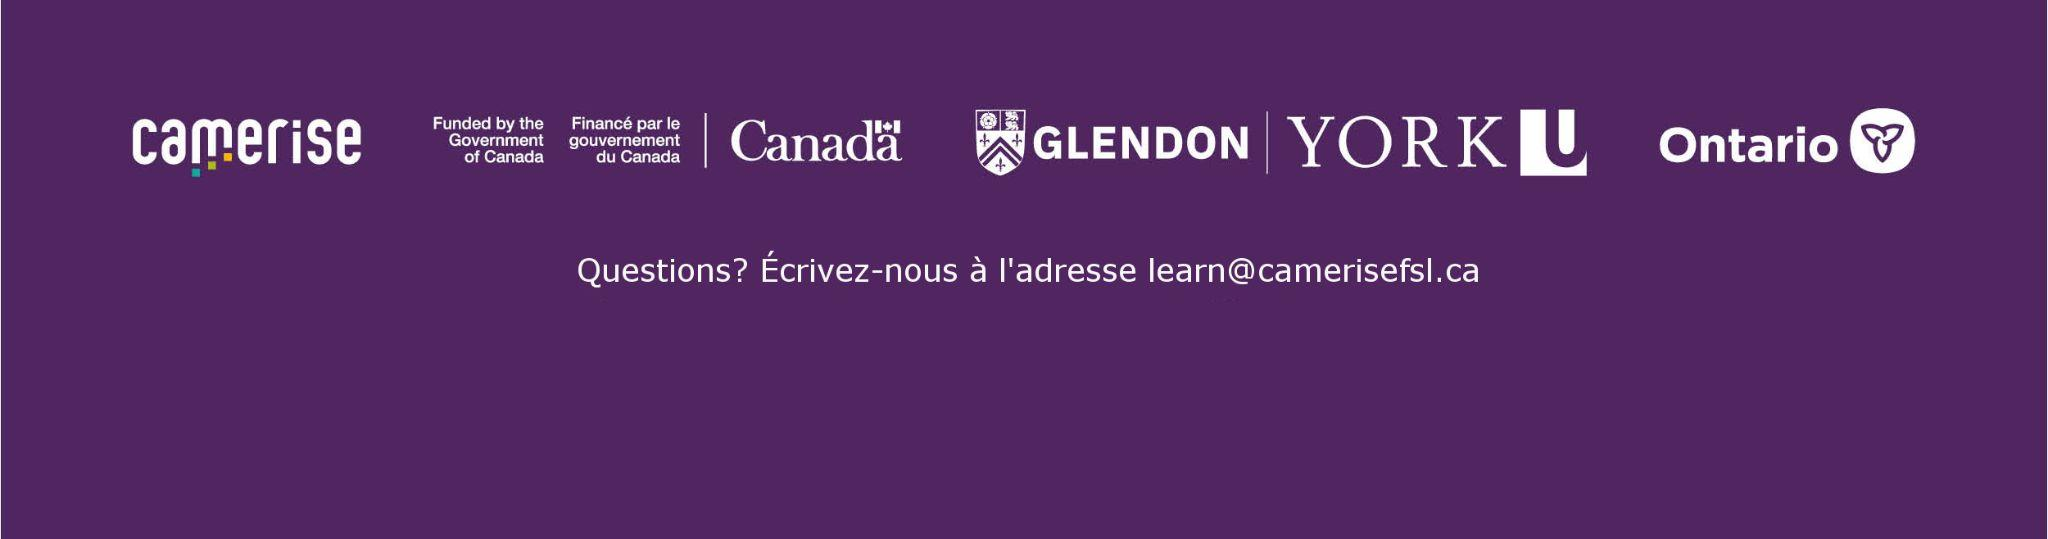 camerise
Funded by the
Government
of Canada
Financé par le
gouvernement
du Canada
Canada
GLENDON
YORK U
Ontario
Questions? Écrivez-nous à l'adresse learn@camerisefsl.ca